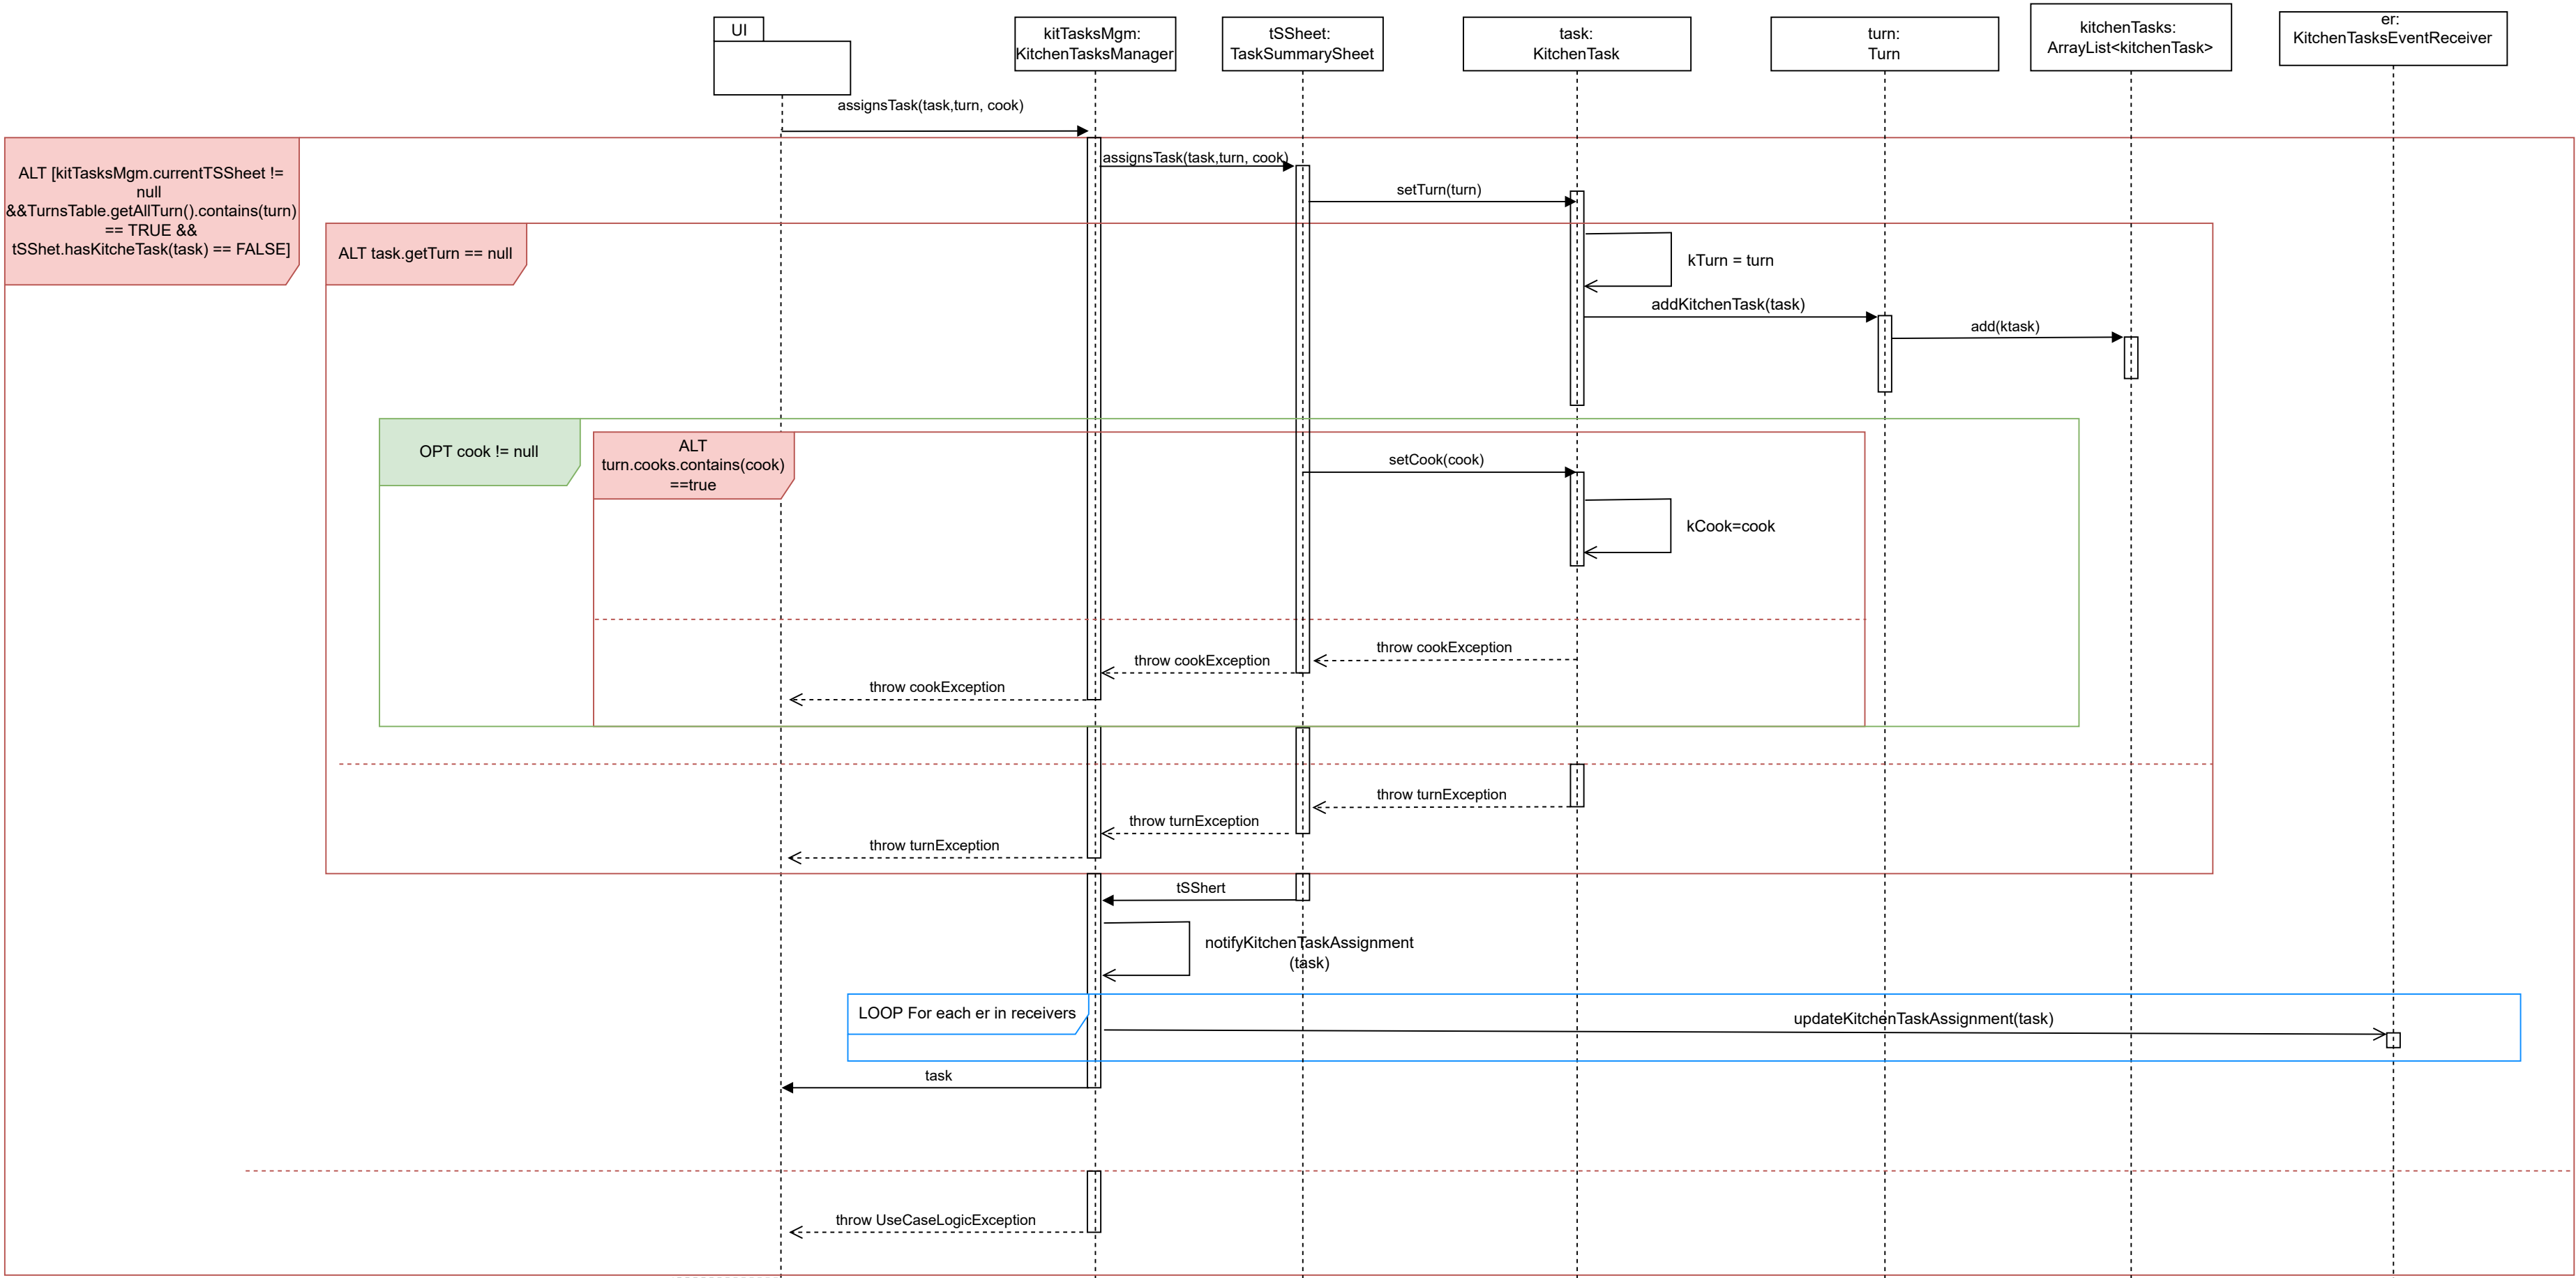 UI
kitTasksMgm:
KitchenTasksManager
tSSheet:
TaskSummarySheet
task:
KitchenTask
turn:
Turn
kitchenTasks:
ArrayList<kitchenTask>
er:
KitchenTasksEventReceiver
assignsTask(task,turn, cook)
ALT [kitTasksMgm.currentTSSheet !=
null
&&TurnsTable.getAllTurn().contains(turn)
== TRUE &&
tSShet.hasKitcheTask(task) == FALSE]
assignsTask(task,turn, cook)
setTurn(turn)
ALT task.getTurn == null
kTurn = turn
addKitchenTask(task)
add(ktask)
OPT cook != null
ALT
turn.cooks.contains(cook)
==true
setCook(cook)
kCook=cook
throw cookException
throw cookException
throw cookException
throw turnException
throw turnException
throw turnException
tSShert
notifyKitchenTaskAssignment
(task)
LOOP For each er in receivers
updateKitchenTaskAssignment(task)
task
throw UseCaseLogicException